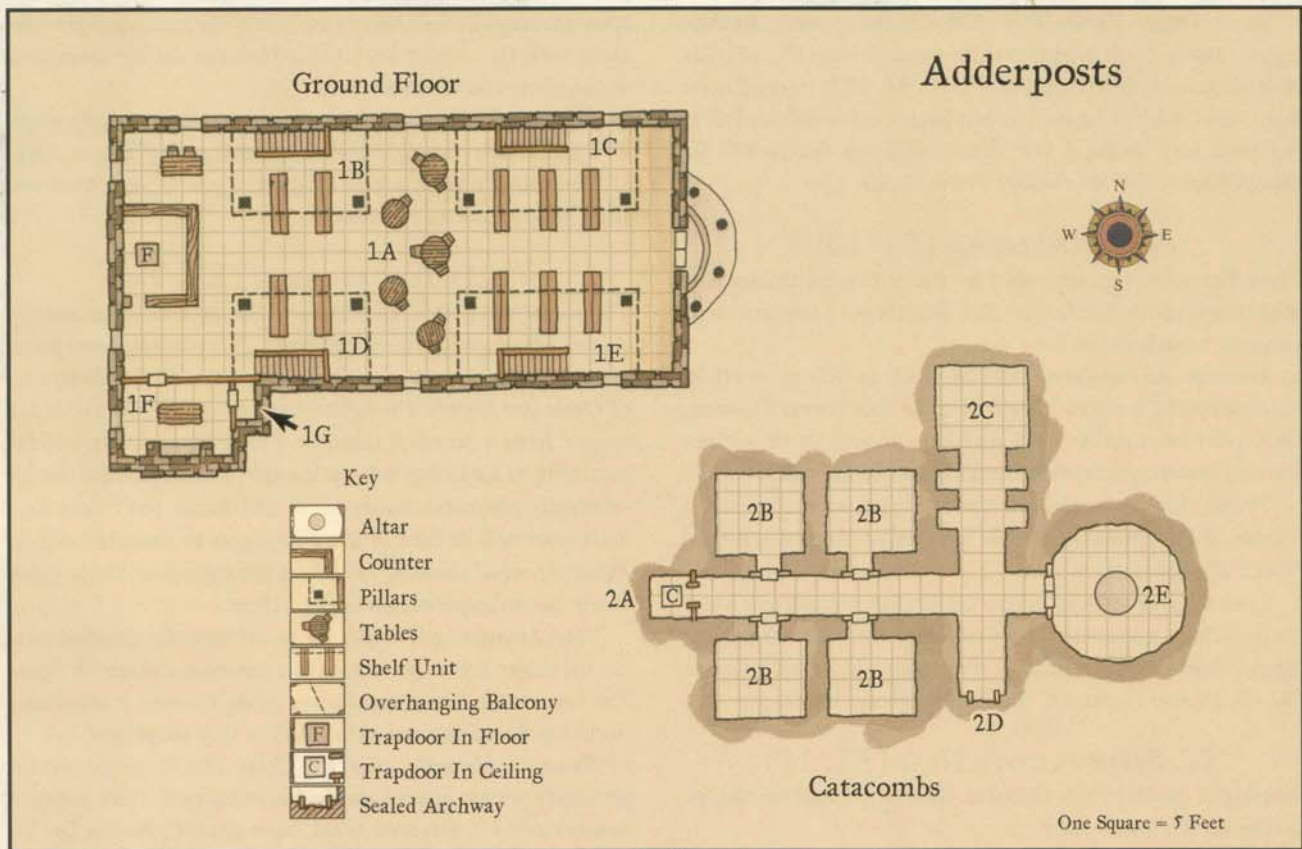 Adderposts
Ground Floor
1C
1B
N
W E
S
F
1A
1D
1E
1F
1G
Key
Altar
Counter
Pillars
Tables
Shelf Unit
Overhanging Balcony
F Trapdoor In Floor
C Trapdoor In Ceiling
Sealed Archway
2C
2B 2B
2A C
2E
2B 2B
2D
Catacombs
One Square = 5 Feet